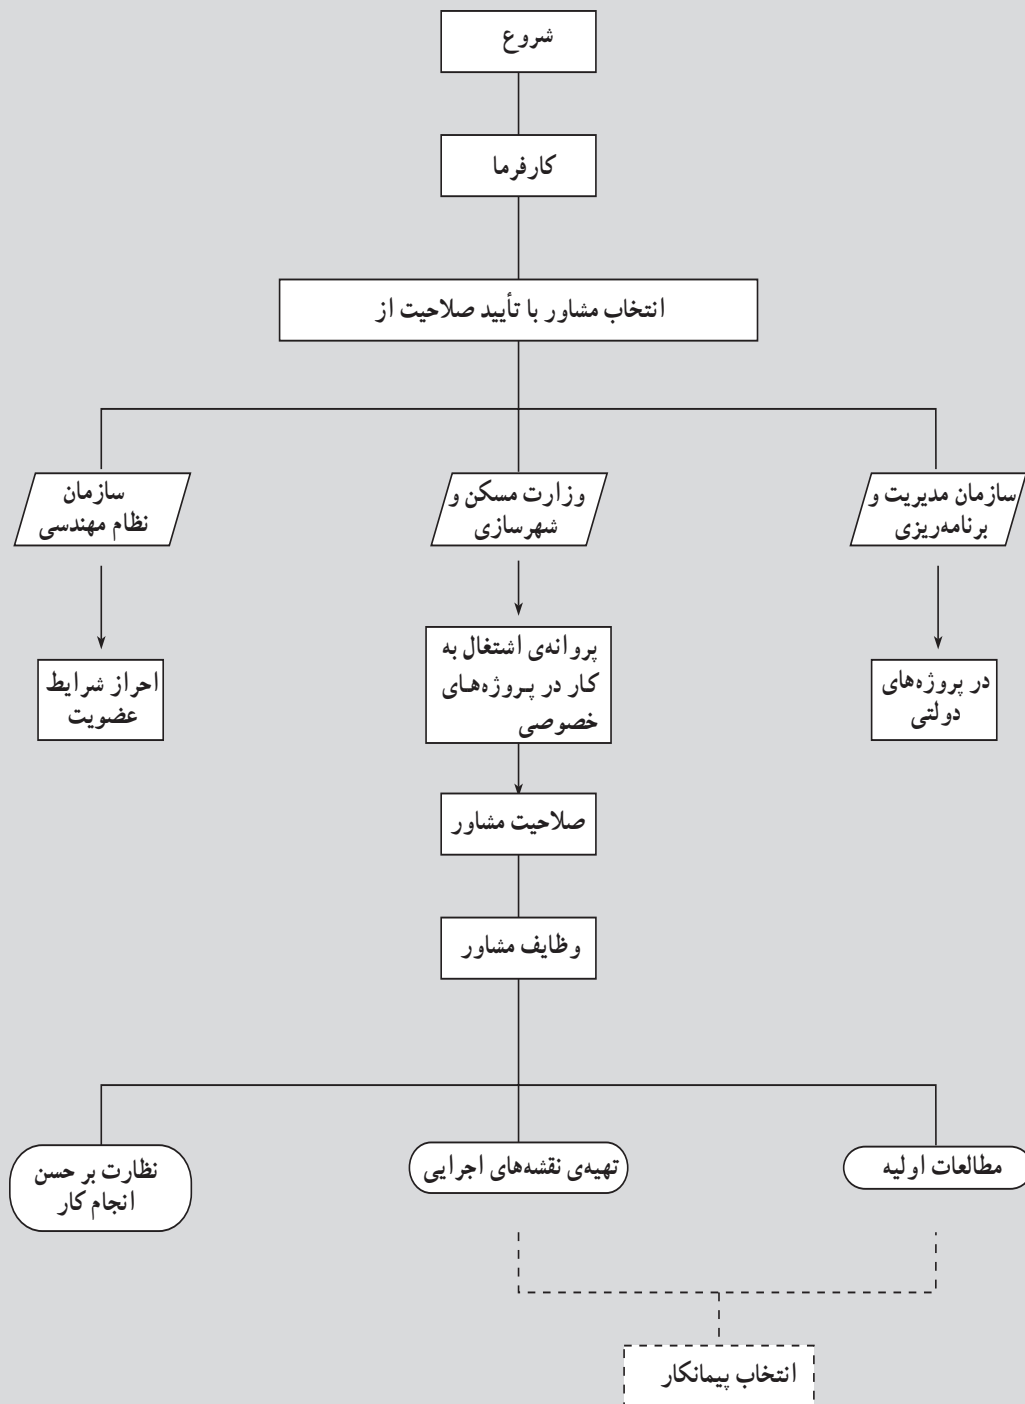 شروع
کارفرما
انتخاب مشاور با تأیید صلاحیت از
سازمان مدیریت و
برنامه‌ریزی
وزارت مسکن و
شهرسازی
سازمان
نظام مهندسی
در پروژه‌های
دولتی
پروانه‌ی اشتغال به
کار در پروژه‌های
خصوصی
احراز شرایط
عضویت
صلاحیت مشاور
وظایف مشاور
مطالعات اولیه
تهیه‌ی نقشه‌های اجرایی
نظارت بر حسن
انجام کار
انتخاب پیمانکار